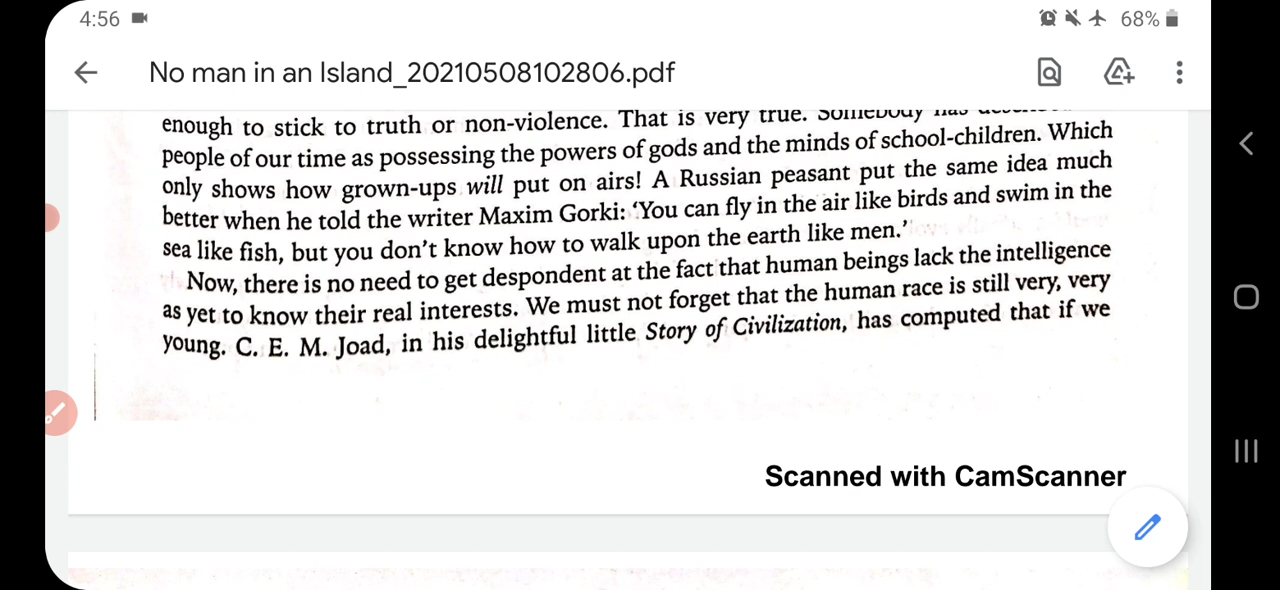 4:56
68%
No man in an Island_20210508102806.pdf
enough to stick to truth or non-violence. That is very true. Somebody has
people of our time as possessing the powers of gods and the minds of school-children. Which
only shows how grown-ups will put on airs! A Russian peasant put the same idea much
better when he told the writer Maxim Gorki: ‘You can fly in the air like birds and swim in the
sea like fish, but you don’t know how to walk upon the earth like men.’
Now, there is no need to get despondent at the fact that human beings lack the intelligence
as yet to know their real interests. We must not forget that the human race is still very, very
young. C. E. M. Joad, in his delightful little Story of Civilization, has computed that if we
Scanned with CamScanner